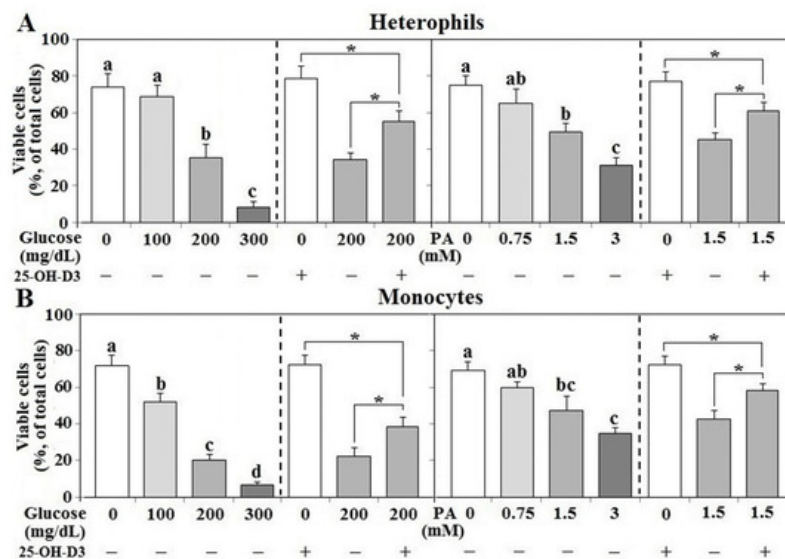 A Heterophils
Viable cells
(%, of total cells)
100
80
60
40
20
0
a a b c * * a ab b c * *
Glucose 0 100 200 300 0 200 200 PA 0 0.75 1.5 3 0 1.5 1.5
(mg/dL) (mM)
25-OH-D3 − − − − + − + − − − − + − +
B Monocytes
Viable cells
(%, of total cells)
100
80
60
40
20
0
a b c d * * a ab bc c * *
Glucose 0 100 200 300 0 200 200 PA 0 0.75 1.5 3 0 1.5 1.5
(mg/dL) (mM)
25-OH-D3 − − − − + − + − − − − + − +